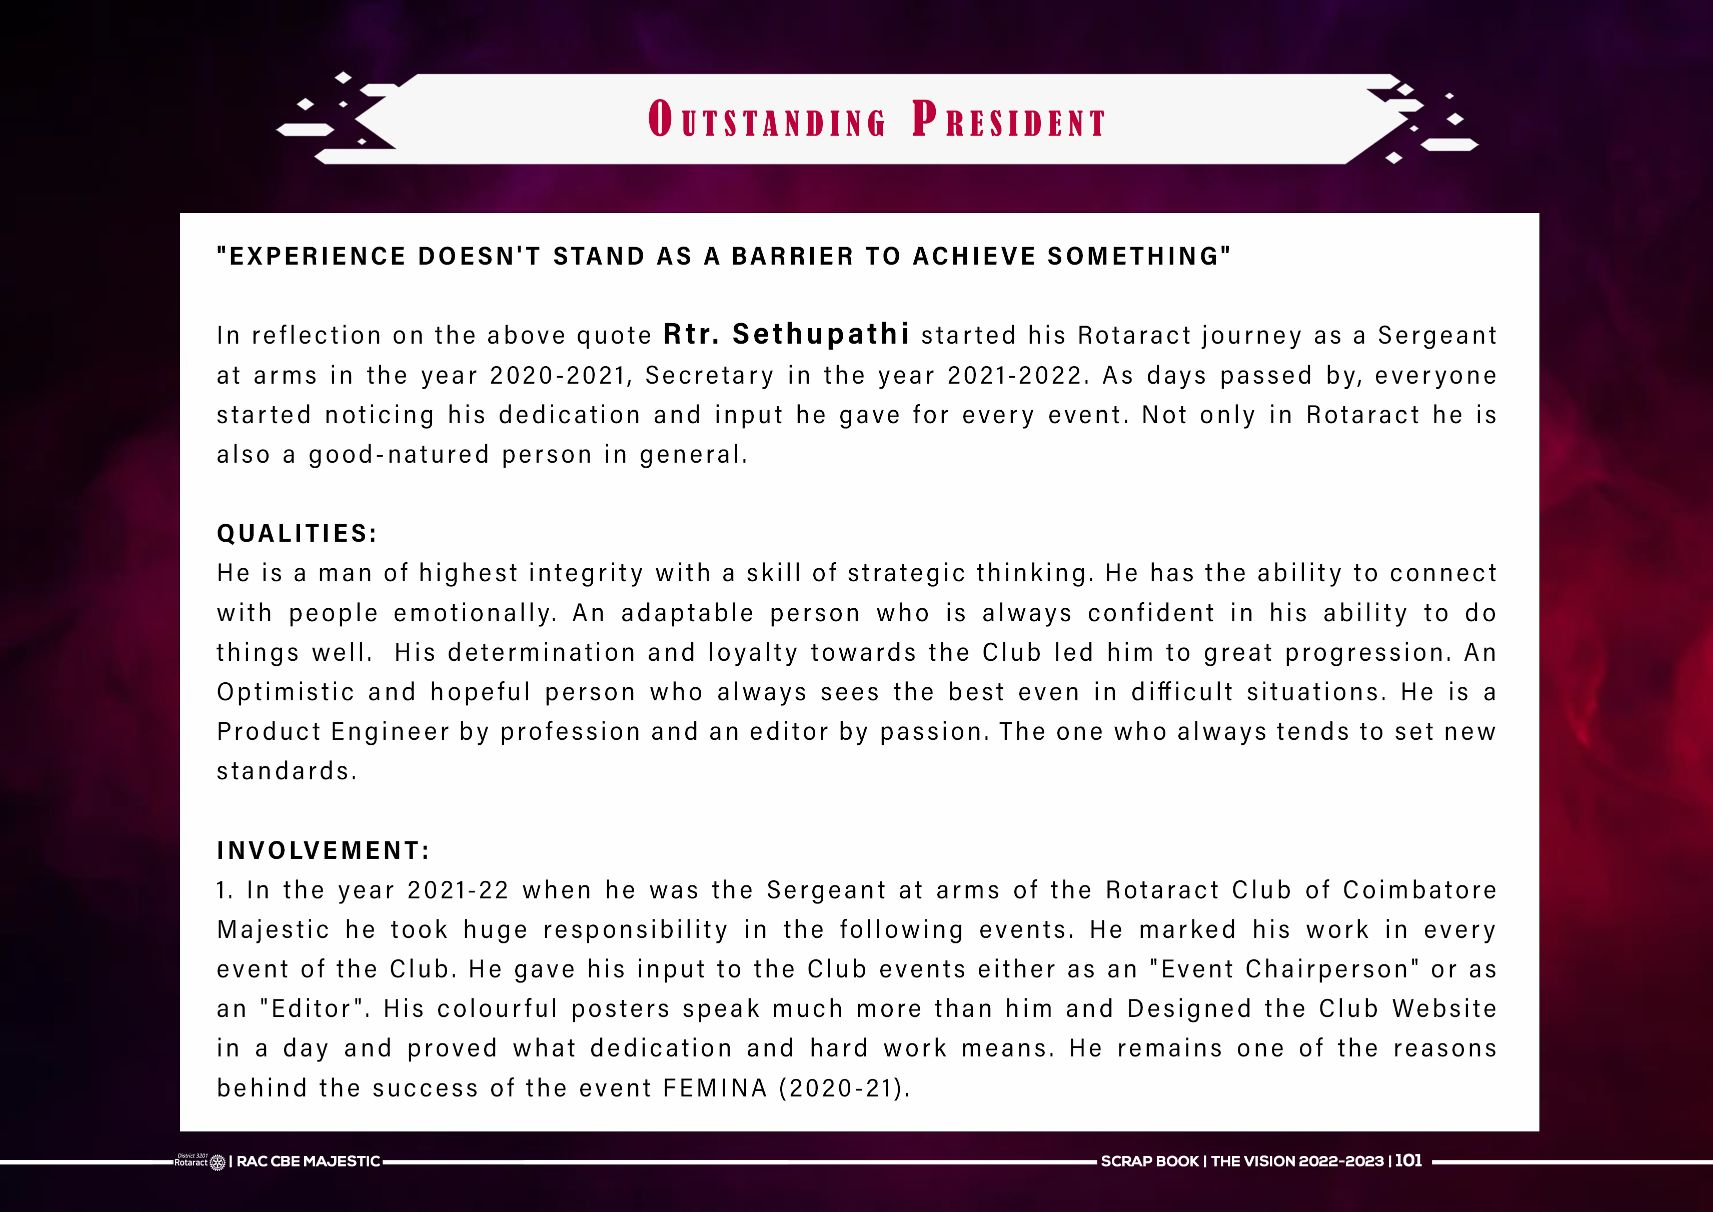 OUTSTANDING PRESIDENT
"EXPERIENCE DOESN'T STAND AS A BARRIER TO ACHIEVE SOMETHING"
In reflection on the above quote Rtr. Sethupathi started his Rotaract journey as a Sergeant
at arms in the year 2020-2021, Secretary in the year 2021-2022. As days passed by, everyone
started noticing his dedication and input he gave for every event. Not only in Rotaract he is
also a good-natured person in general.
QUALITIES:
He is a man of highest integrity with a skill of strategic thinking. He has the ability to connect
with people emotionally. An adaptable person who is always confident in his ability to do
things well. His determination and loyalty towards the Club led him to great progression. An
Optimistic and hopeful person who always sees the best even in difficult situations. He is a
Product Engineer by profession and an editor by passion. The one who always tends to set new
standards.
INVOLVEMENT:
1. In the year 2021-22 when he was the Sergeant at arms of the Rotaract Club of Coimbatore
Majestic he took huge responsibility in the following events. He marked his work in every
event of the Club. He gave his input to the Club events either as an "Event Chairperson" or as
an "Editor". His colourful posters speak much more than him and Designed the Club Website
in a day and proved what dedication and hard work means. He remains one of the reasons
behind the success of the event FEMINA (2020-21).
District 3201
Rotaract | RAC CBE MAJESTIC
SCRAP BOOK | THE VISION 2022-2023 | 101